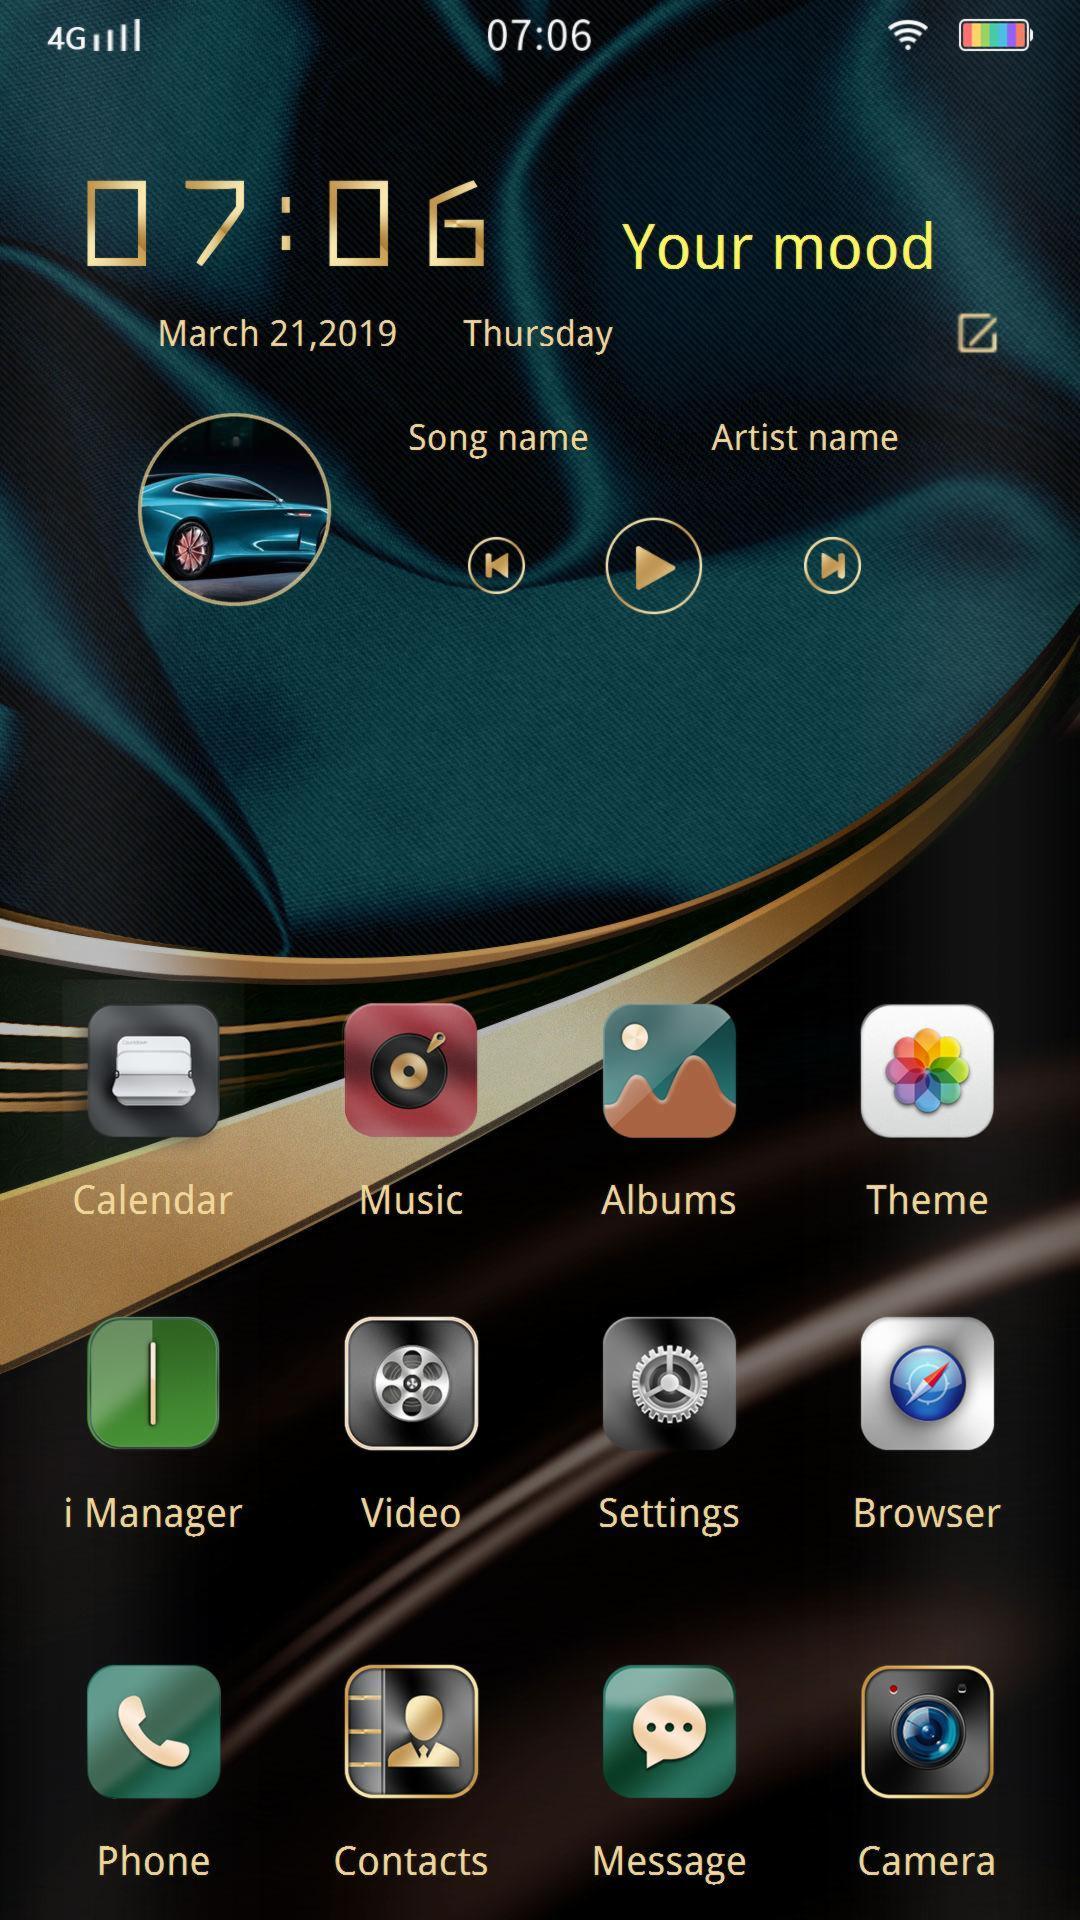 4G 07:06
07:06
Your mood
March 21,2019 Thursday
Song name Artist name
Calendar Music Albums Theme
i Manager Video Settings Browser
Phone Contacts Message Camera